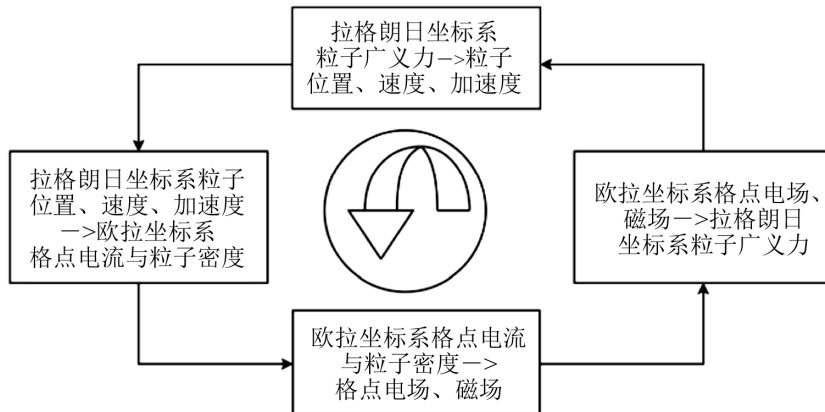 拉格朗日坐标系
粒子广义力—>粒子
位置、速度、加速度
拉格朗日坐标系粒子
位置、速度、加速度
—>欧拉坐标系
格点电流与粒子密度
欧拉坐标系格点电场、
磁场—>拉格朗日
坐标系粒子广义力
欧拉坐标系格点电流
与粒子密度—>
格点电场、磁场